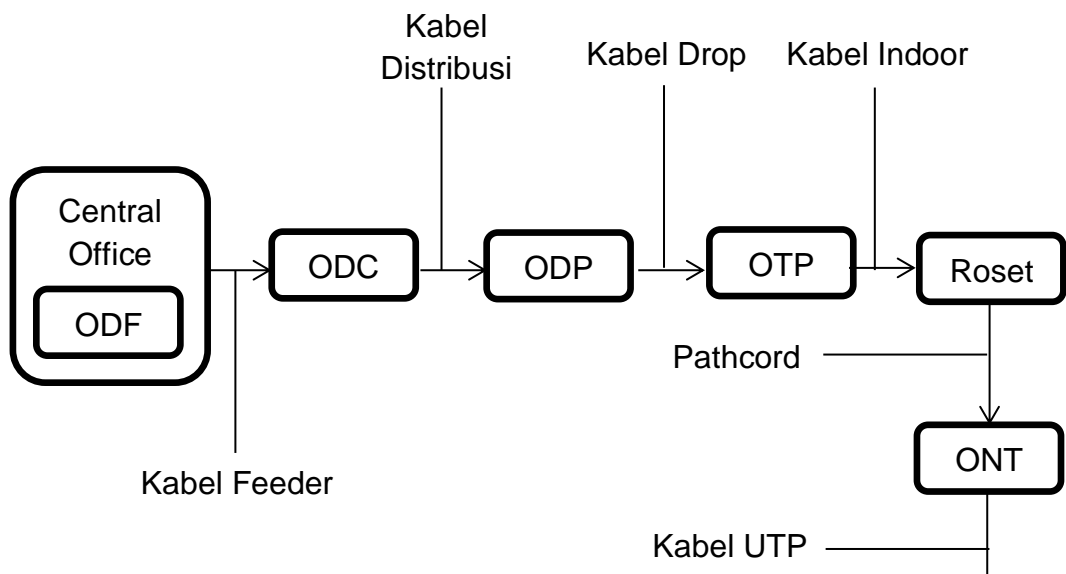 Kabel
Distribusi
Kabel Drop
Kabel Indoor
Central
Office
ODF
ODC
ODP
OTP
Roset
Pathcord
ONT
Kabel Feeder
Kabel UTP